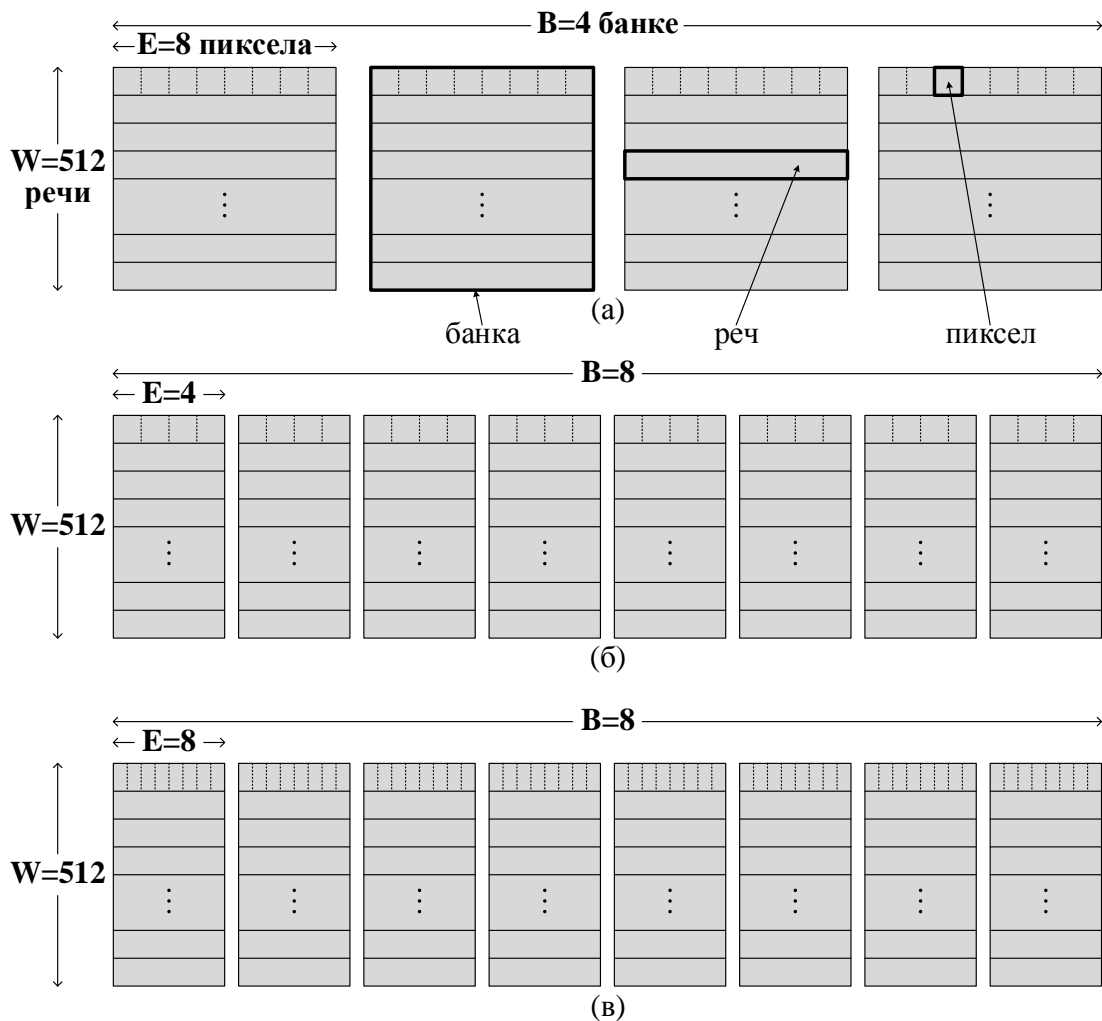 B=4 банке
E=8 пиксела
W=512
речи
(а)
банка
реч
пиксел
B=8
E=4
W=512
(б)
B=8
E=8
W=512
(в)